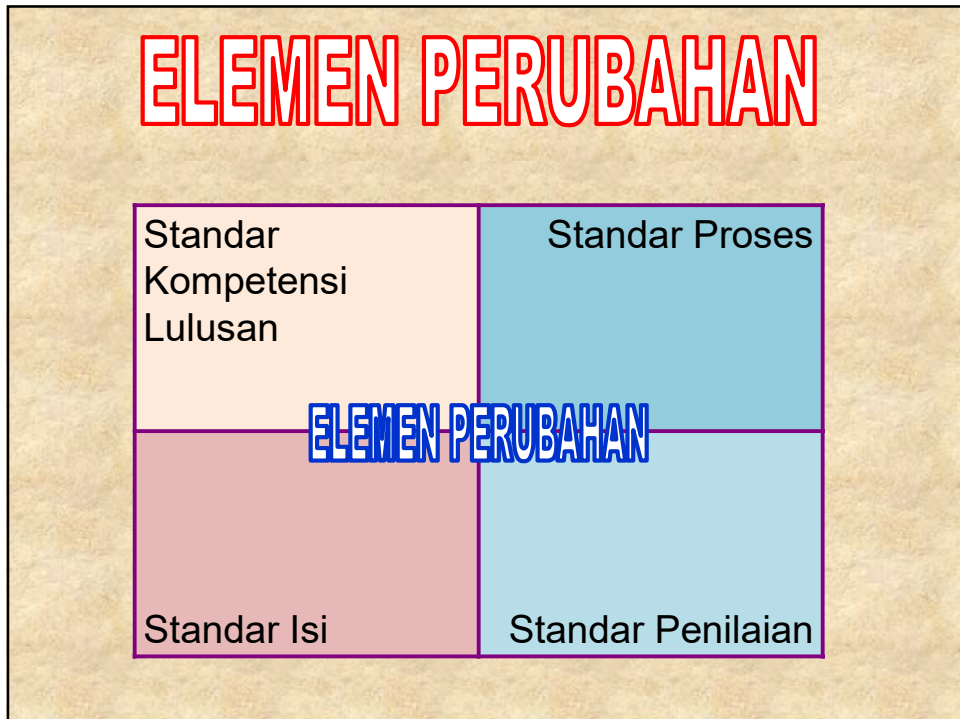 ELEMEN PERUBAHAN
Standar
Kompetensi
Lulusan
Standar Proses
ELEMEN PERUBAHAN
Standar Isi
Standar Penilaian